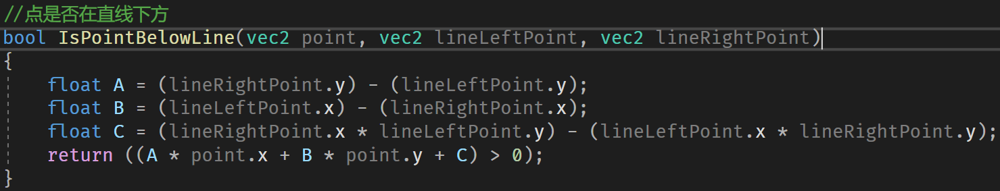 //点是否在直线下方
bool IsPointBelowLine(vec2 point, vec2 lineLeftPoint, vec2 lineRightPoint)
{
    float A = (lineRightPoint.y) - (lineLeftPoint.y);
    float B = (lineLeftPoint.x) - (lineRightPoint.x);
    float C = (lineRightPoint.x * lineLeftPoint.y) - (lineLeftPoint.x * lineRightPoint.y);
    return ((A * point.x + B * point.y + C) > 0);
}